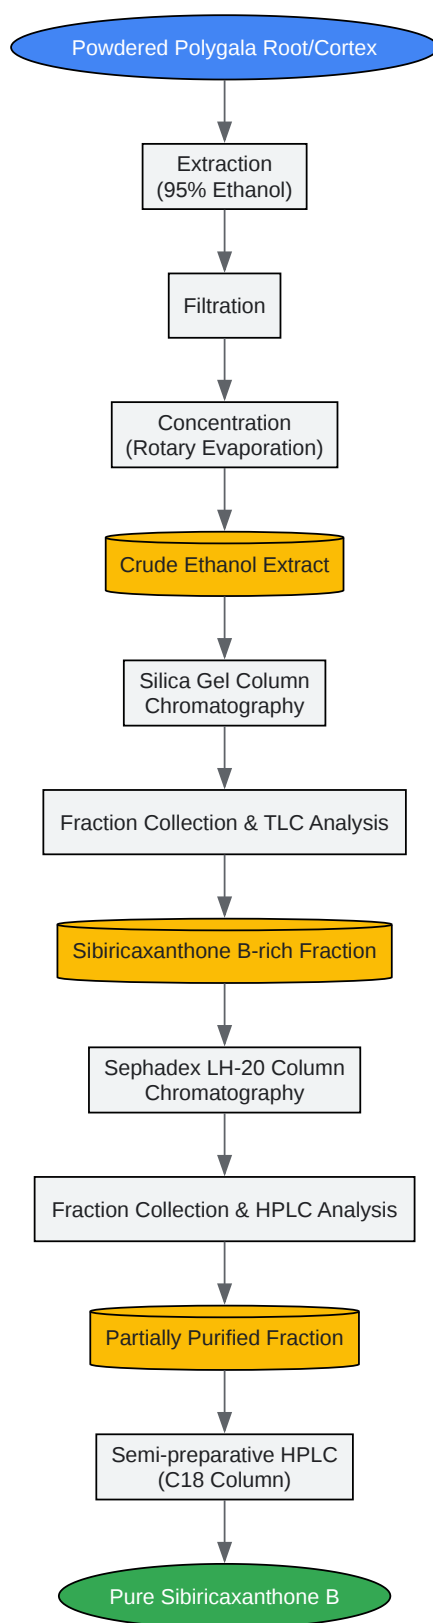 Powdered Polygala Root/Cortex
Extraction
(95% Ethanol)
Filtration
Concentration
(Rotary Evaporation)
Crude Ethanol Extract
Silica Gel Column
Chromatography
Fraction Collection & TLC Analysis
Sibiricaxanthone B-rich Fraction
Sephadex LH-20 Column
Chromatography
Fraction Collection & HPLC Analysis
Partially Purified Fraction
Semi-preparative HPLC
(C18 Column)
Pure Sibiricaxanthone B